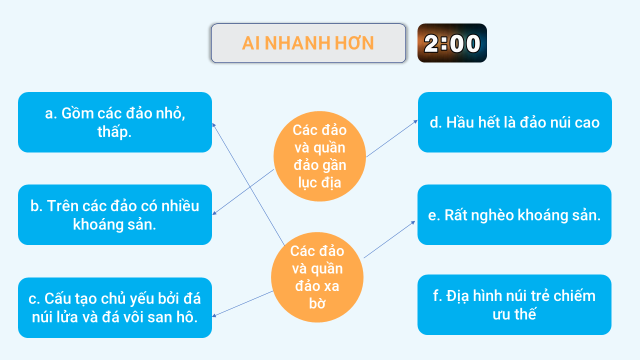 AI NHANH HƠN
2:00
a. Gồm các đảo nhỏ,
thấp.
b. Trên các đảo có nhiều
khoáng sản.
c. Cấu tạo chủ yếu bởi đá
núi lửa và đá vôi san hô.
Các đảo
và quần
đảo gần
lục địa
Các đảo
và quần
đảo xa
bờ
d. Hầu hết là đảo núi cao
e. Rất nghèo khoáng sản.
f. Địa hình núi trẻ chiếm
ưu thế